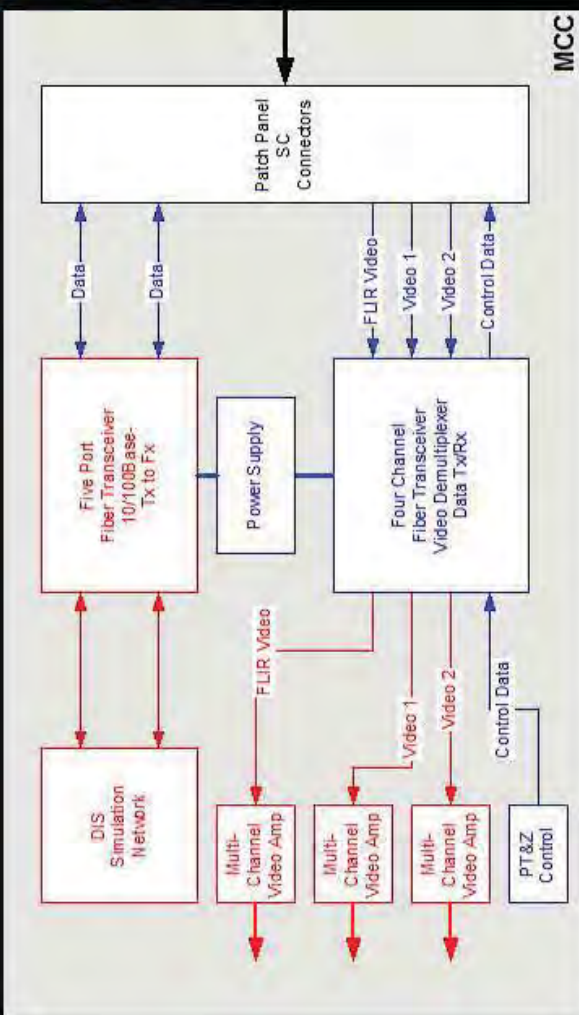 MCC
Patch Panel
SC
Connectors
Data
Data
FLIR Video
Video 1
Video 2
Control Data
Five Port
Fiber Transceiver
10/100Base-
Tx to Fx
Power Supply
Four Channel
Fiber Transceiver
Video Demultiplexer
Data Tx/Rx
FLIR Video
Video 1
Video 2
Control Data
DIS
Simulation
Network
Multi-
Channel
Video Amp
Multi-
Channel
Video Amp
Multi-
Channel
Video Amp
PT&Z
Control